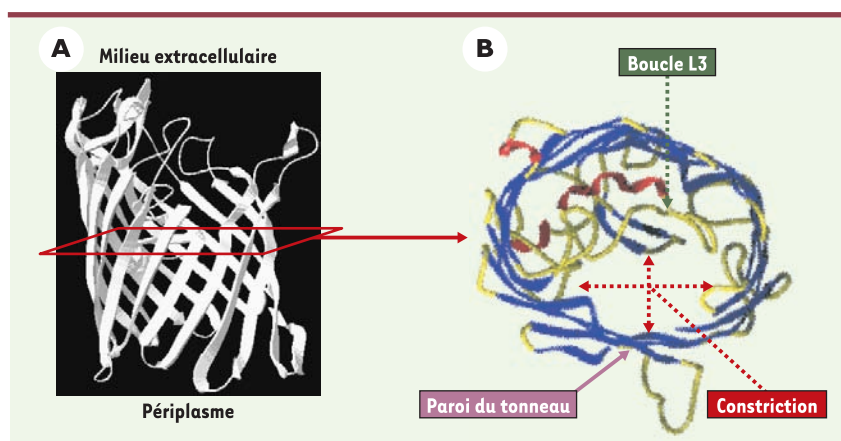 A
Milieu extracellulaire
Périplasme
B
Boucle L3
Paroi du tonneau
Constriction